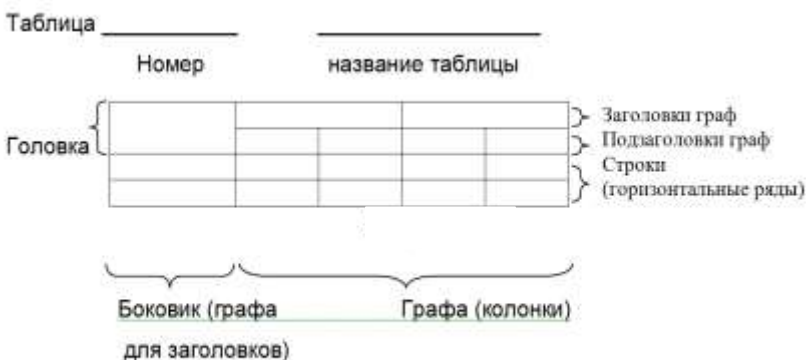 Таблица
Номер название таблицы
Головка
Заголовки граф
Подзаголовки граф
Строки
(горизонтальные ряды)
Боковик (графа Графа (колонки)
для заголовков)